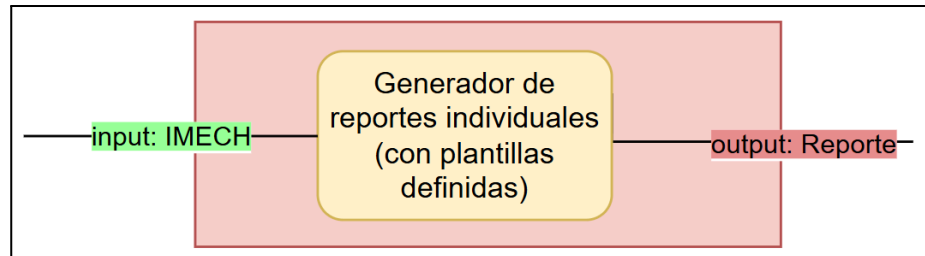 Generador de
reportes individuales
(con plantillas
definidas)
input: IMECH
output: Reporte